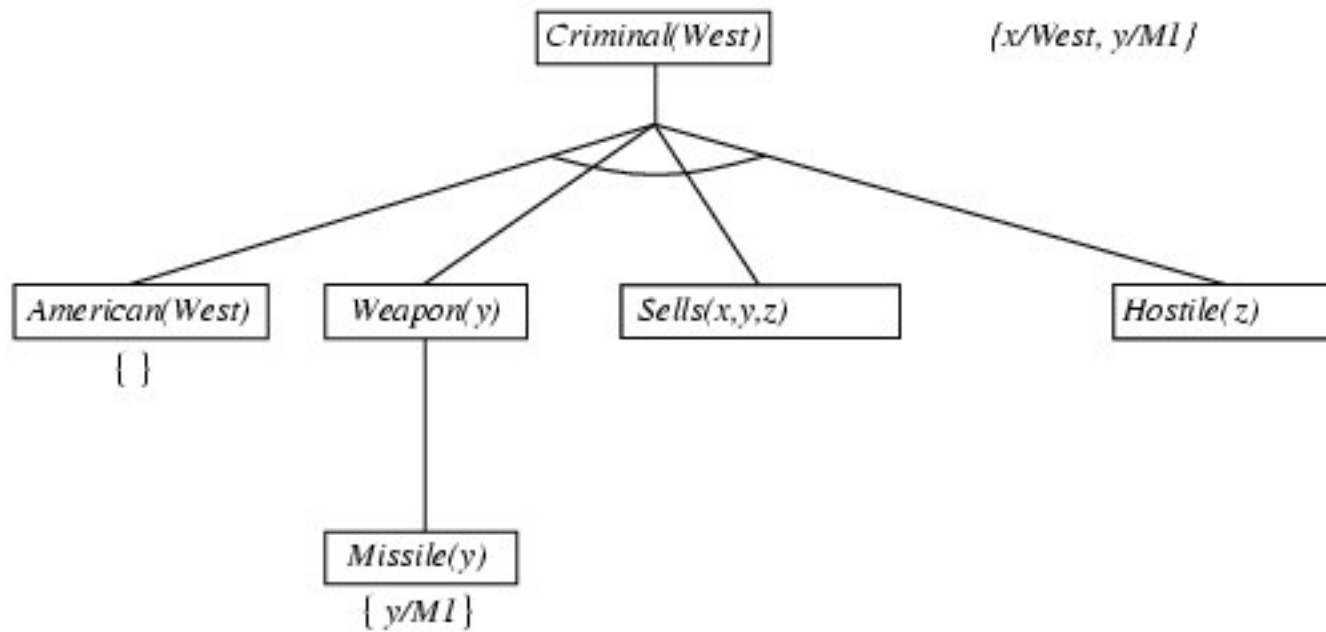 Criminal(West)
{x/West, y/M1}
American(West)
Weapon(y)
Sells(x,y,z)
Hostile(z)
{ }
Missile(y)
{ y/M1 }